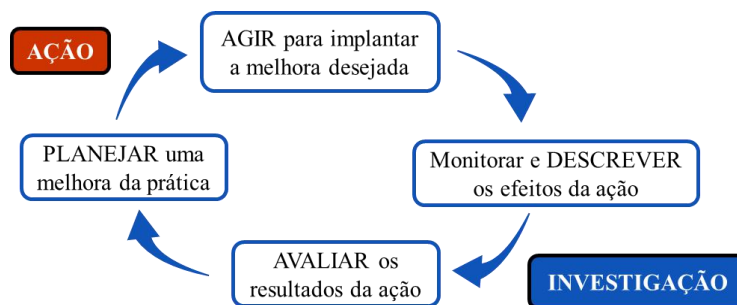 AÇÃO
AGIR para implantar
a melhora desejada
PLANEJAR uma
melhora da prática
Monitorar e DESCREVER
os efeitos da ação
AVALIAR os
resultados da ação
INVESTIGAÇÃO